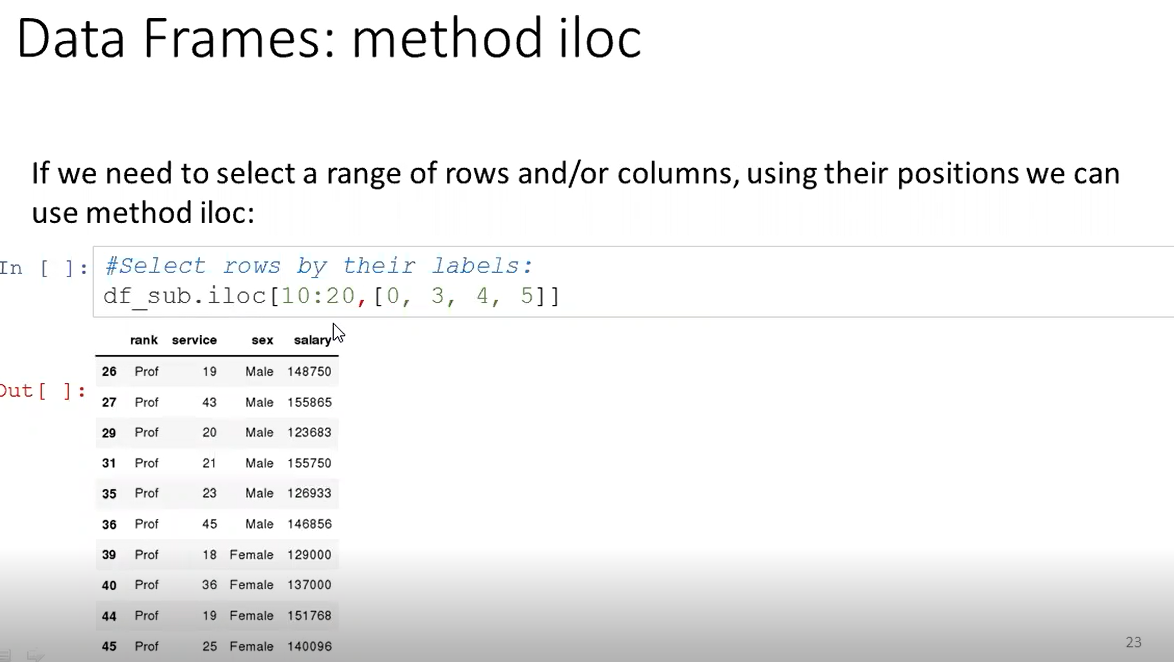 Data Frames: method iloc
If we need to select a range of rows and/or columns, using their positions we can
use method iloc:
In [ ]: #Select rows by their labels:
df_sub.iloc[10:20,[0, 3, 4, 5]]
rank service sex salary
Out[ ]:
26 Prof 19 Male 148750
27 Prof 43 Male 155865
29 Prof 20 Male 123683
31 Prof 21 Male 155750
35 Prof 23 Male 126933
36 Prof 45 Male 146856
39 Prof 18 Female 129000
40 Prof 36 Female 137000
44 Prof 19 Female 151768
45 Prof 25 Female 140096
23